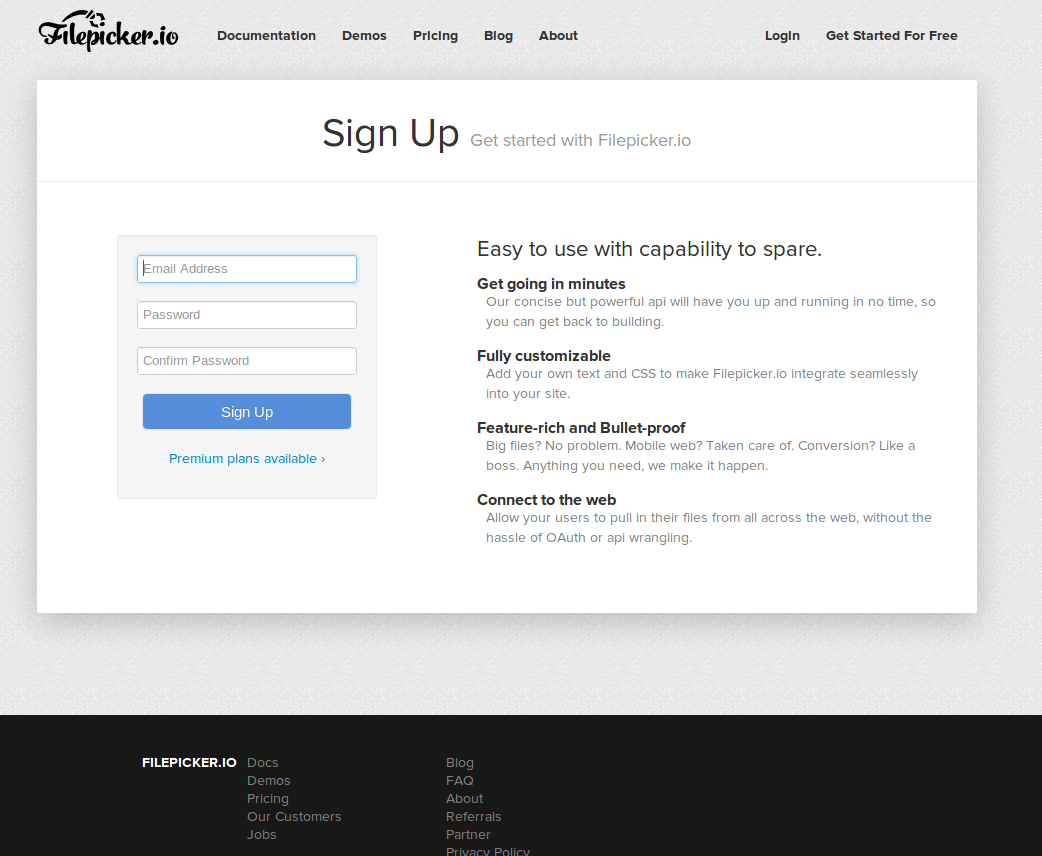 Filepicker.io Documentation Demos Pricing Blog About Login Get Started For Free
Sign Up Get started with Filepicker.io
Email Address
Password
Confirm Password
Sign Up
Premium plans available ›
Easy to use with capability to spare.
Get going in minutes
Our concise but powerful api will have you up and running in no time, so
you can get back to building.
Fully customizable
Add your own text and CSS to make Filepicker.io integrate seamlessly
into your site.
Feature-rich and Bullet-proof
Big files? No problem. Mobile web? Taken care of. Conversion? Like a
boss. Anything you need, we make it happen.
Connect to the web
Allow your users to pull in their files from all across the web, without the
hassle of OAuth or api wrangling.
FILEPICKER.IO
Docs
Demos
Pricing
Our Customers
Jobs
Blog
FAQ
About
Referrals
Partner
Privacy Policy